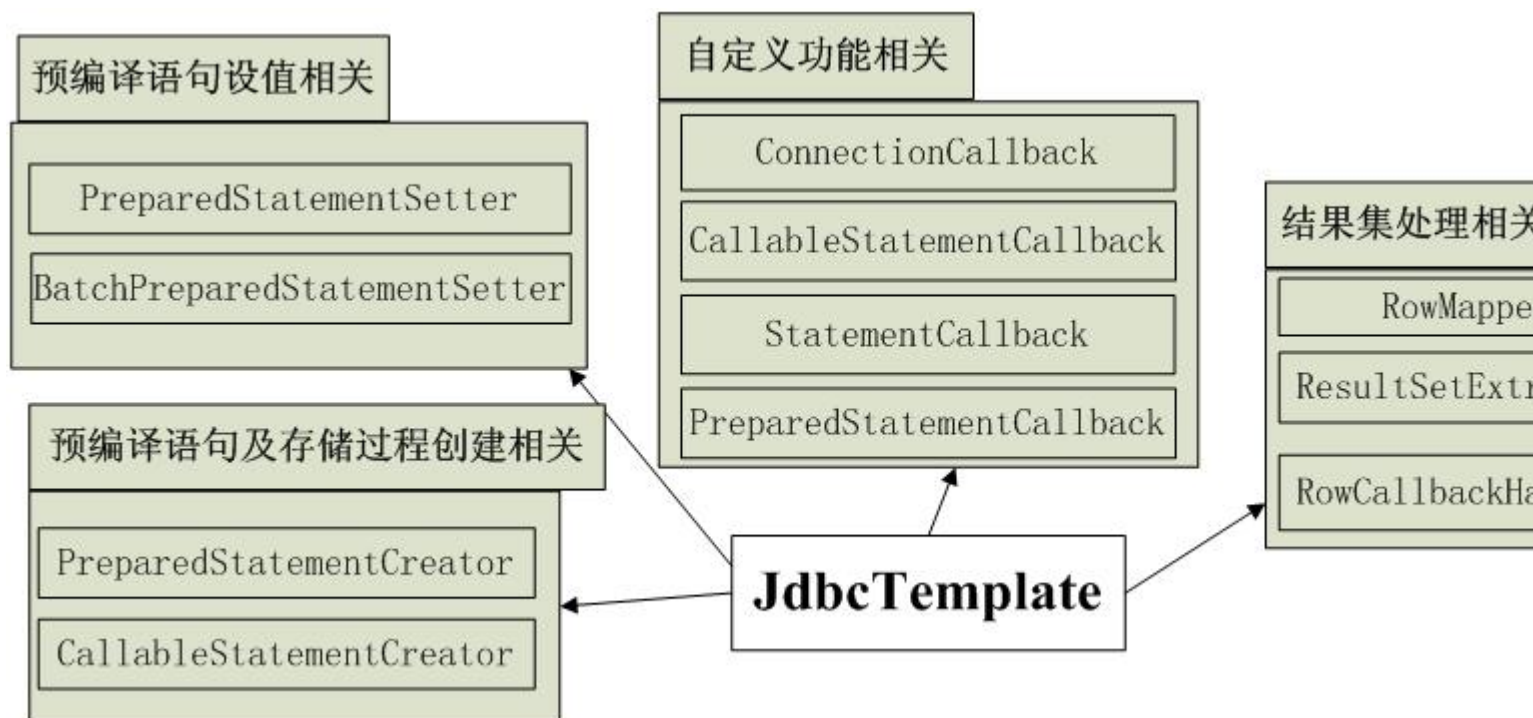 预编译语句设值相关
PreparedStatementSetter
BatchPreparedStatementSetter
预编译语句及存储过程创建相关
PreparedStatementCreator
CallableStatementCreator
自定义功能相关
ConnectionCallback
CallableStatementCallback
StatementCallback
PreparedStatementCallback
JdbcTemplate
结果集处理相关
RowMappe
ResultSetExtr
RowCallbackHa